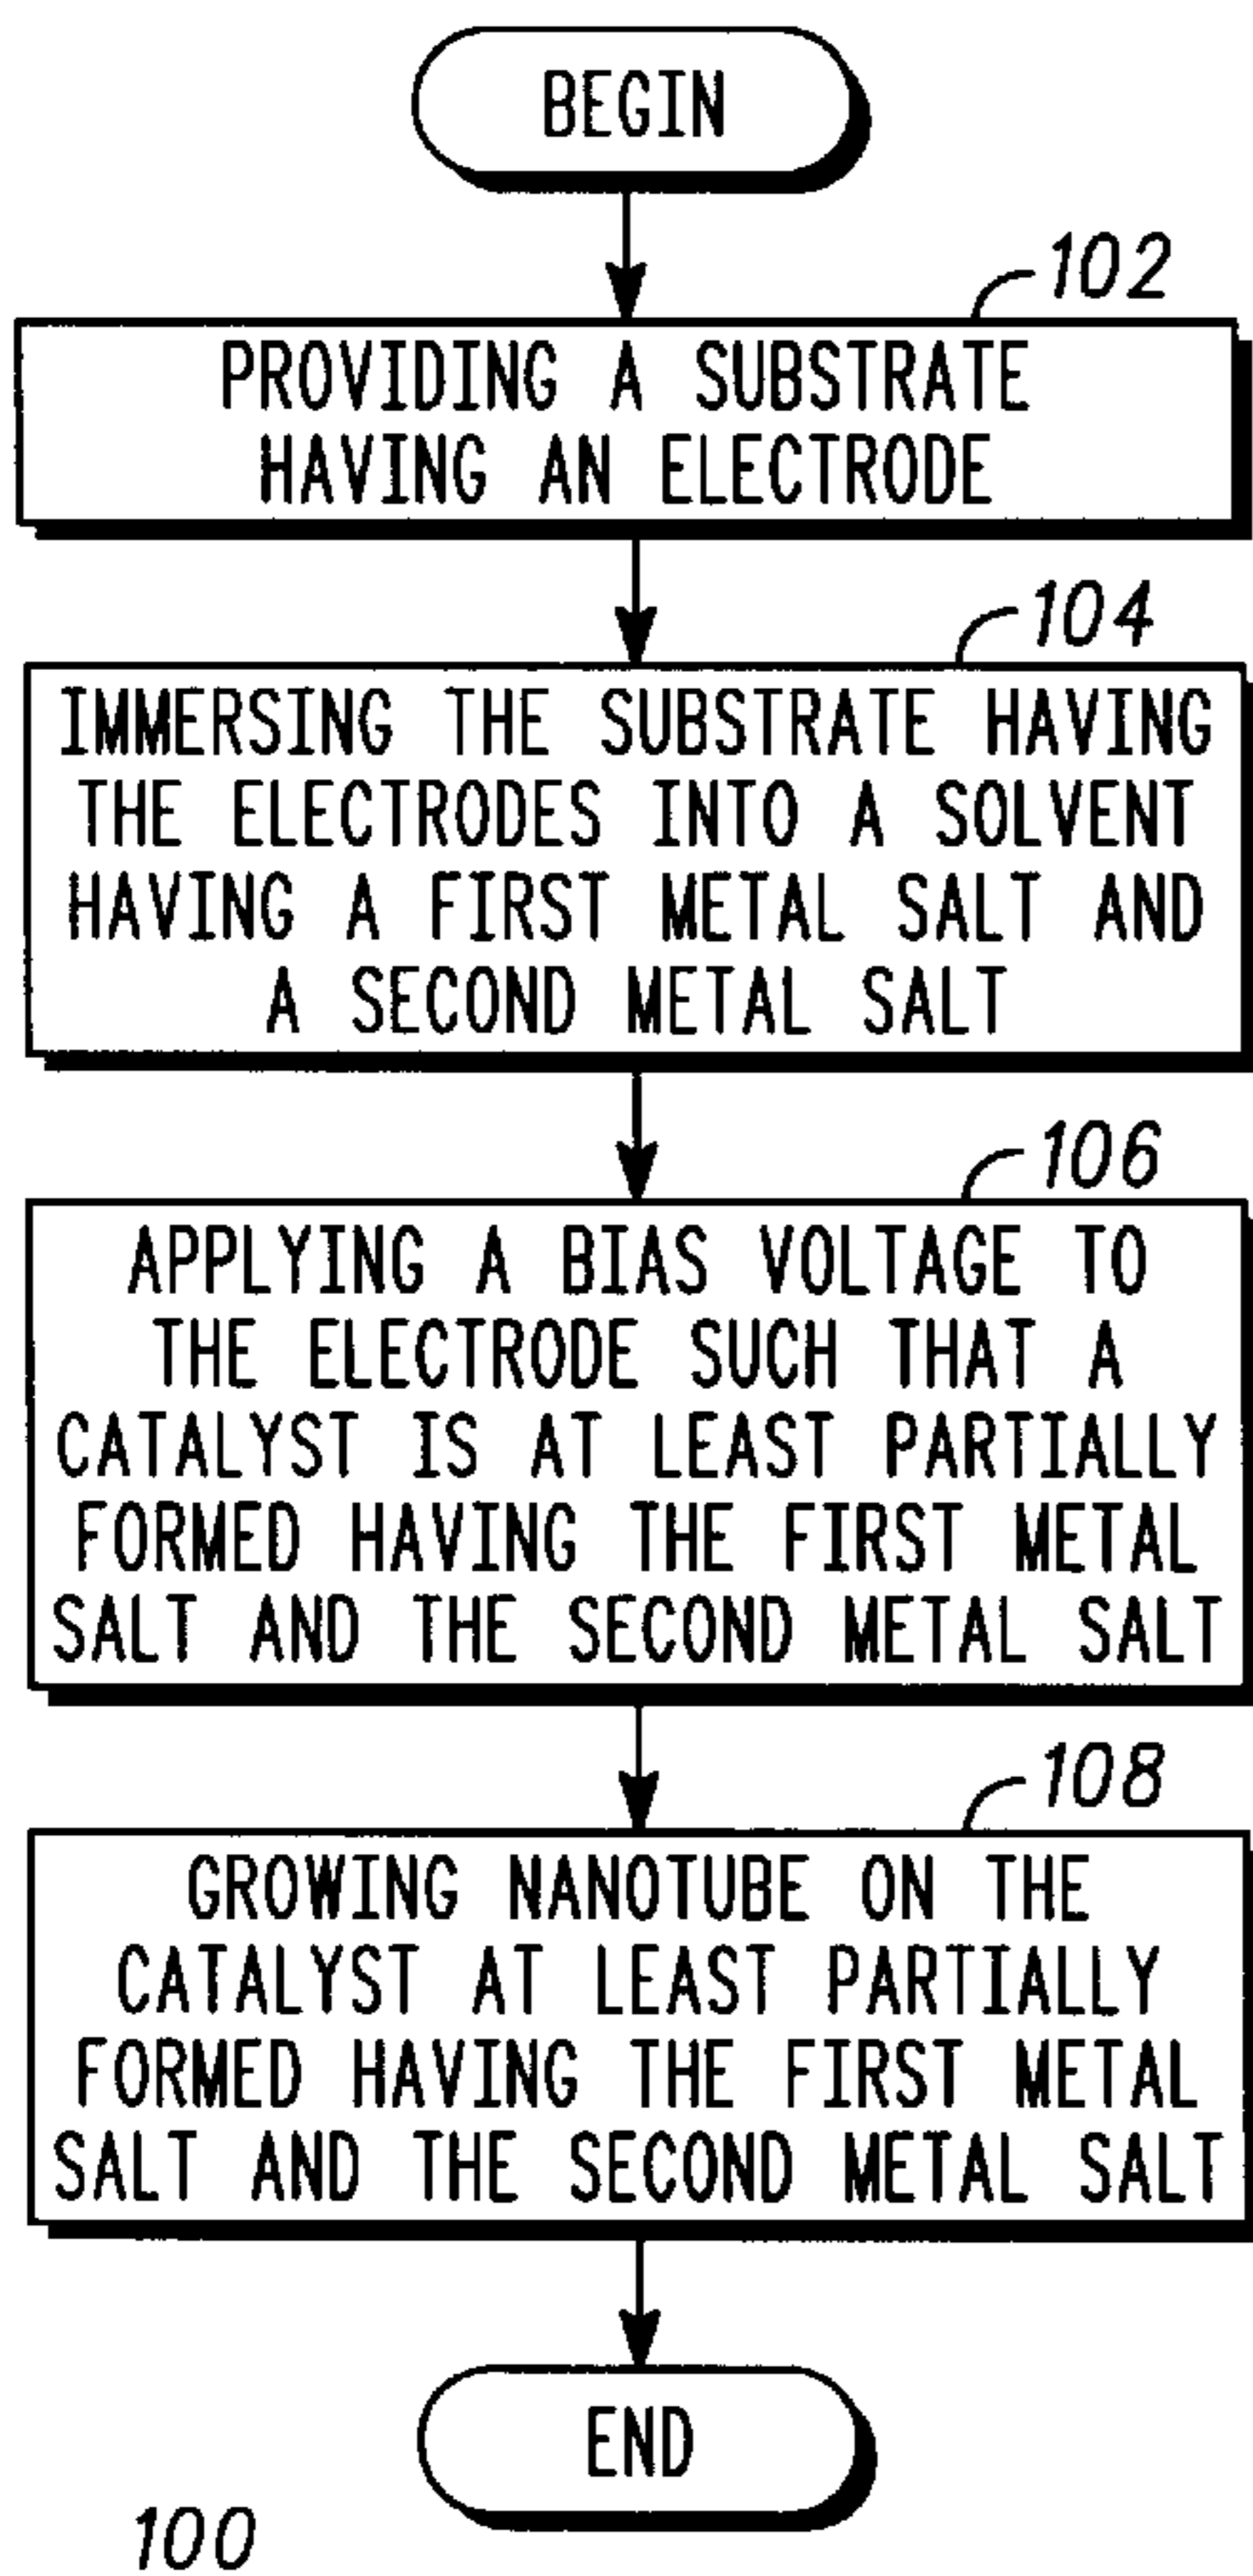 BEGIN
102
PROVIDING A SUBSTRATE
HAVING AN ELECTRODE
104
IMMERSING THE SUBSTRATE HAVING
THE ELECTRODES INTO A SOLVENT
HAVING A FIRST METAL SALT AND
A SECOND METAL SALT
106
APPLYING A BIAS VOLTAGE TO
THE ELECTRODE SUCH THAT A
CATALYST IS AT LEAST PARTIALLY
FORMED HAVING THE FIRST METAL
SALT AND THE SECOND METAL SALT
108
GROWING NANOTUBE ON THE
CATALYST AT LEAST PARTIALLY
FORMED HAVING THE FIRST METAL
SALT AND THE SECOND METAL SALT
END
100